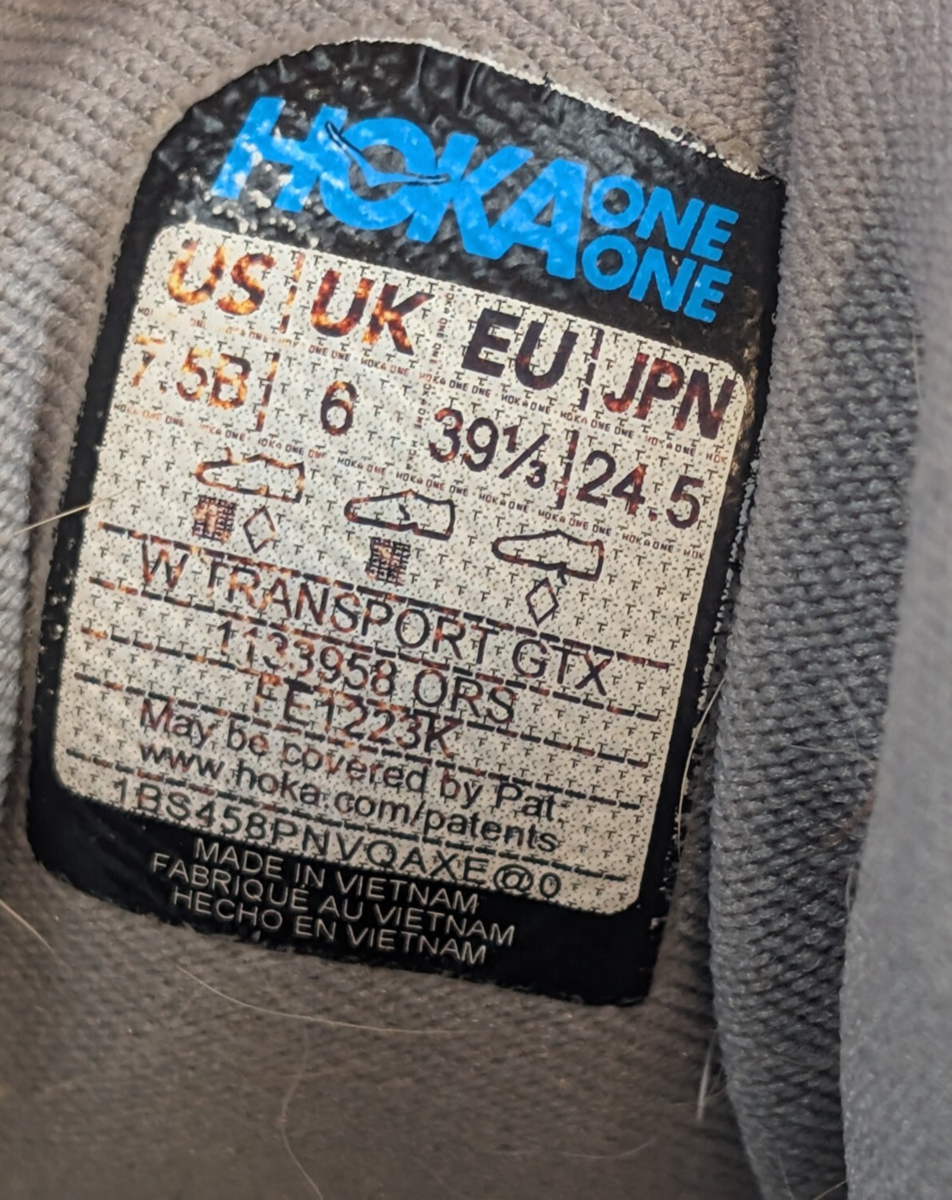 HOKA ONE ONE
US UK EU JPN
7.5B 6 39⅓ 24.5
W TRANSPORT GTX
1133958 ORS
FE1223K
May be covered by Pat.
www.hoka.com/patents
1BS458PNVQAXE@0
MADE IN VIETNAM
FABRIQUE AU VIETNAM
HECHO EN VIETNAM